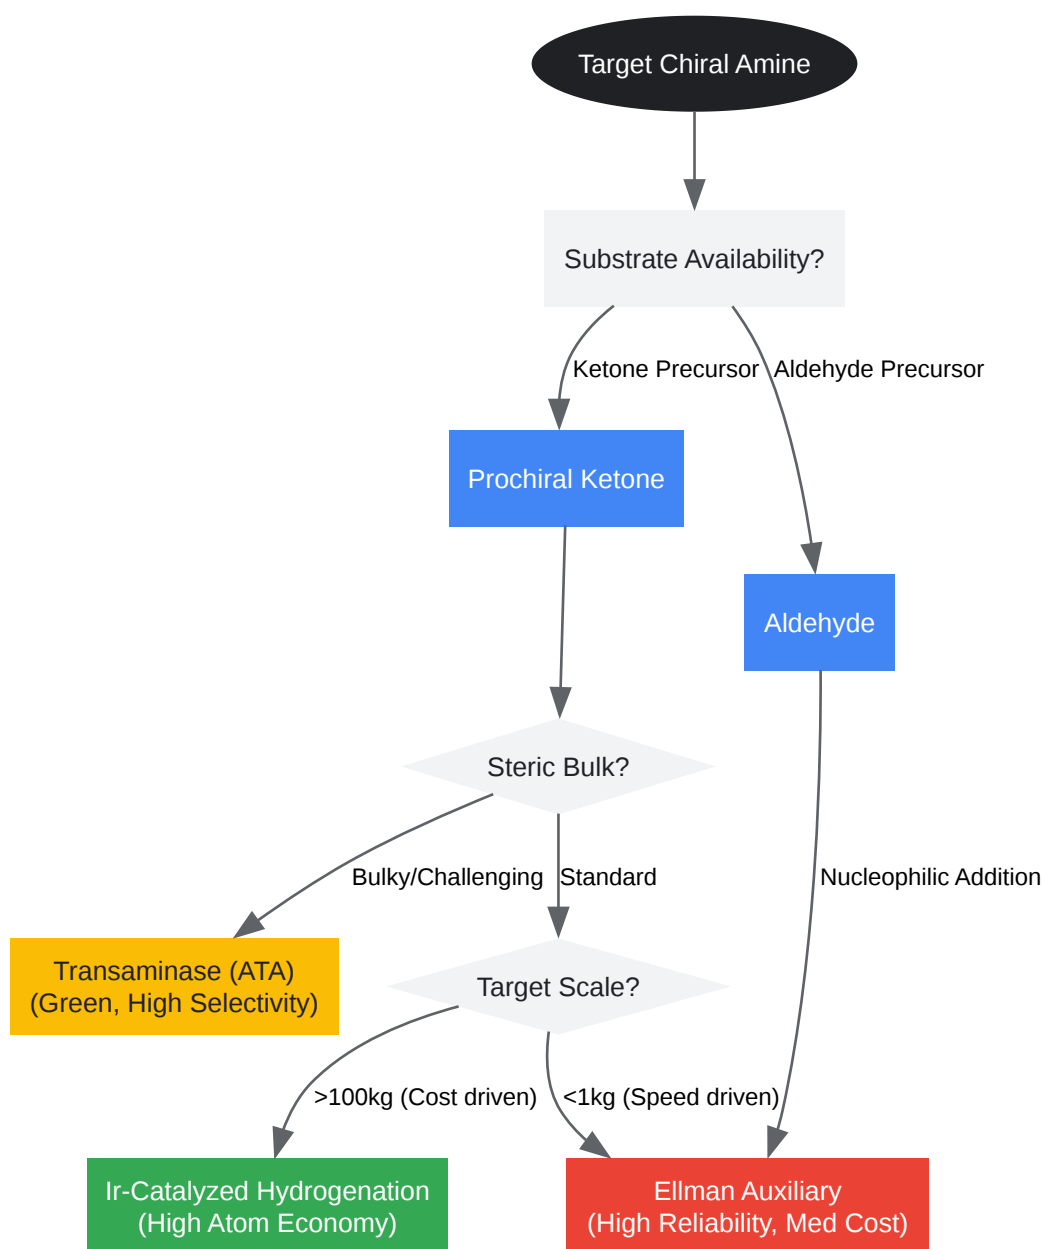 Target Chiral Amine
Substrate Availability?
Ketone Precursor
Aldehyde Precursor
Prochiral Ketone
Aldehyde
Steric Bulk?
Bulky/Challenging
Standard
Nucleophilic Addition
Transaminase (ATA)
(Green, High Selectivity)
Target Scale?
>100kg (Cost driven)
<1kg (Speed driven)
Ir-Catalyzed Hydrogenation
(High Atom Economy)
Ellman Auxiliary
(High Reliability, Med Cost)